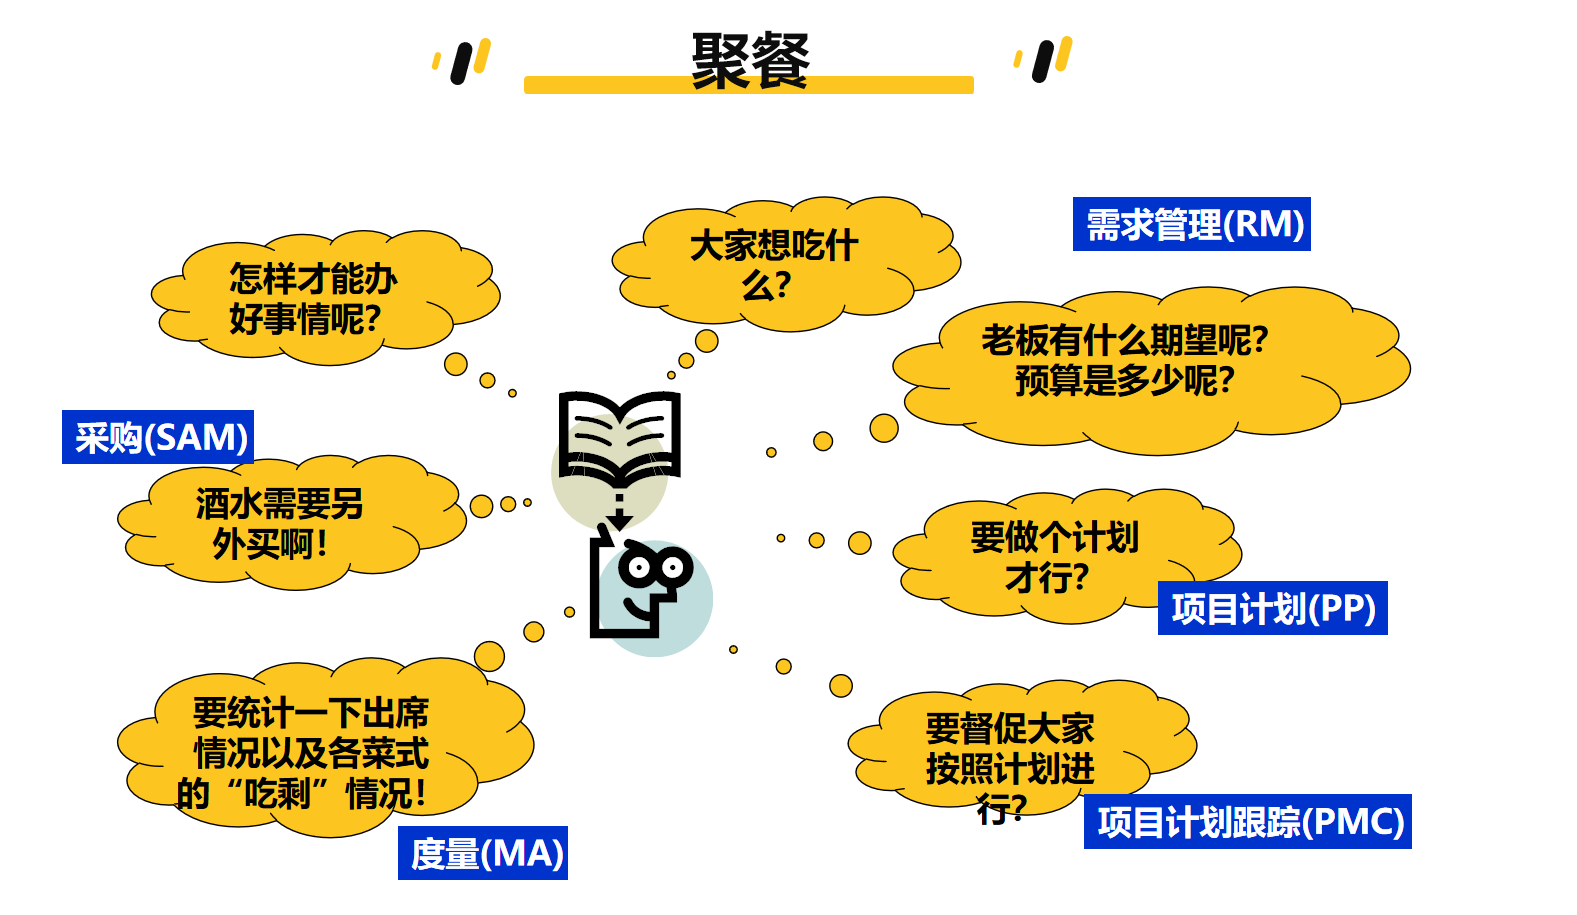 聚餐
怎样才能办
好事情呢？
大家想吃什
么？
需求管理(RM)
老板有什么期望呢？
预算是多少呢？
采购(SAM)
酒水需要另
外买啊！
要做个计划
才行？
项目计划(PP)
要统计一下出席
情况以及各菜式
的“吃剩”情况！
度量(MA)
要督促大家
按照计划进
行？
项目计划跟踪(PMC)